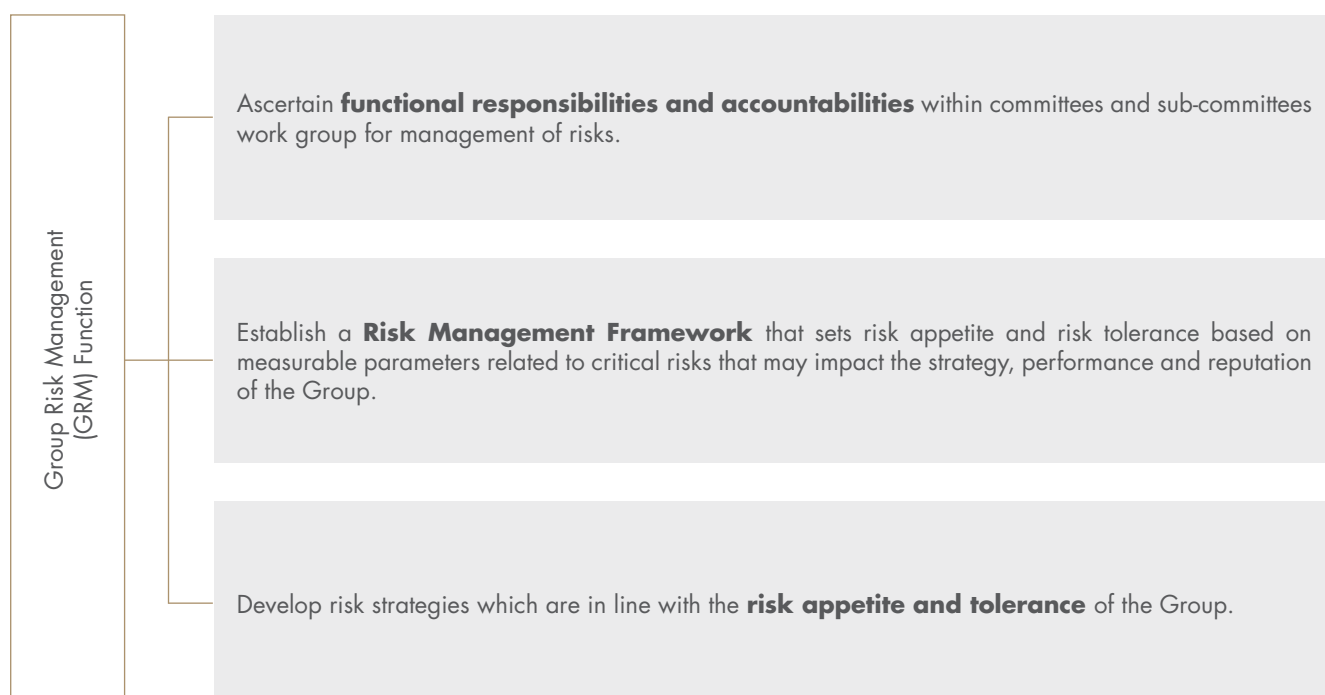 Group Risk Management
(GRM) Function
Ascertain functional responsibilities and accountabilities within committees and sub-committees
work group for management of risks.
Establish a Risk Management Framework that sets risk appetite and risk tolerance based on
measurable parameters related to critical risks that may impact the strategy, performance and reputation
of the Group.
Develop risk strategies which are in line with the risk appetite and tolerance of the Group.